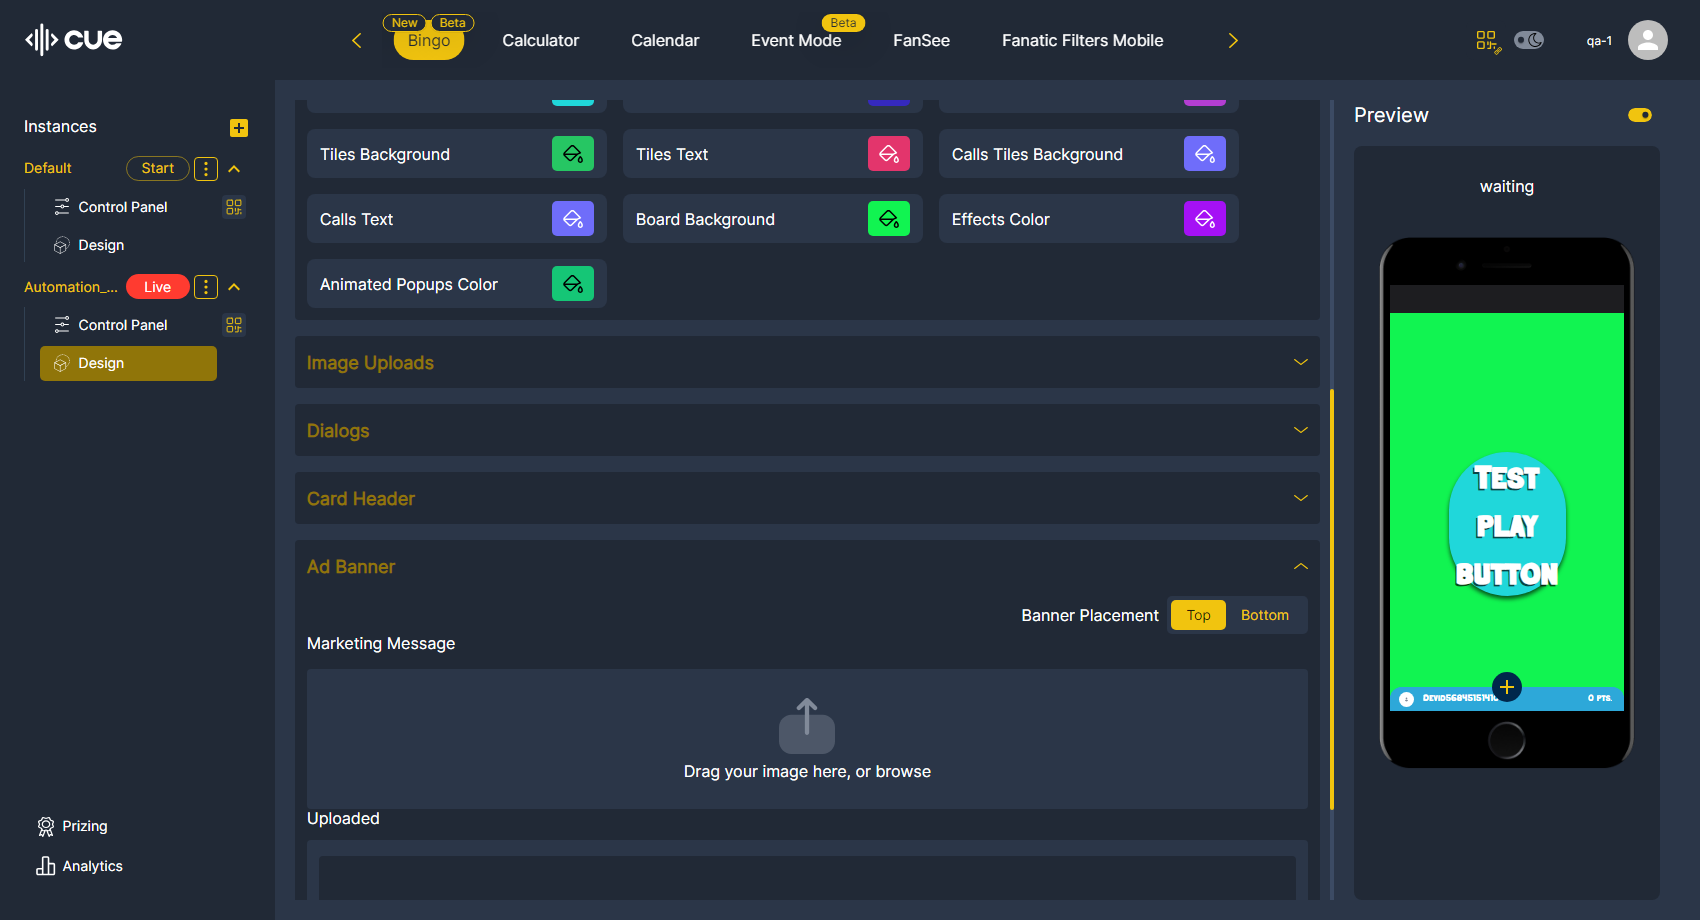 cue
New
Beta
Bingo
Calculator
Calendar
Event Mode
Beta
FanSee
Fanatic Filters Mobile
qa-1
Instances
Default
Start
Control Panel
Design
Automation_...
Live
Control Panel
Design
Prizing
Analytics
Tiles Background
Tiles Text
Calls Tiles Background
Calls Text
Board Background
Effects Color
Animated Popups Color
Image Uploads
Dialogs
Card Header
Ad Banner
Banner Placement
Top
Bottom
Marketing Message
Drag your image here, or browse
Uploaded
Preview
waiting
TEST
PLAY
BUTTON
0 PTS.